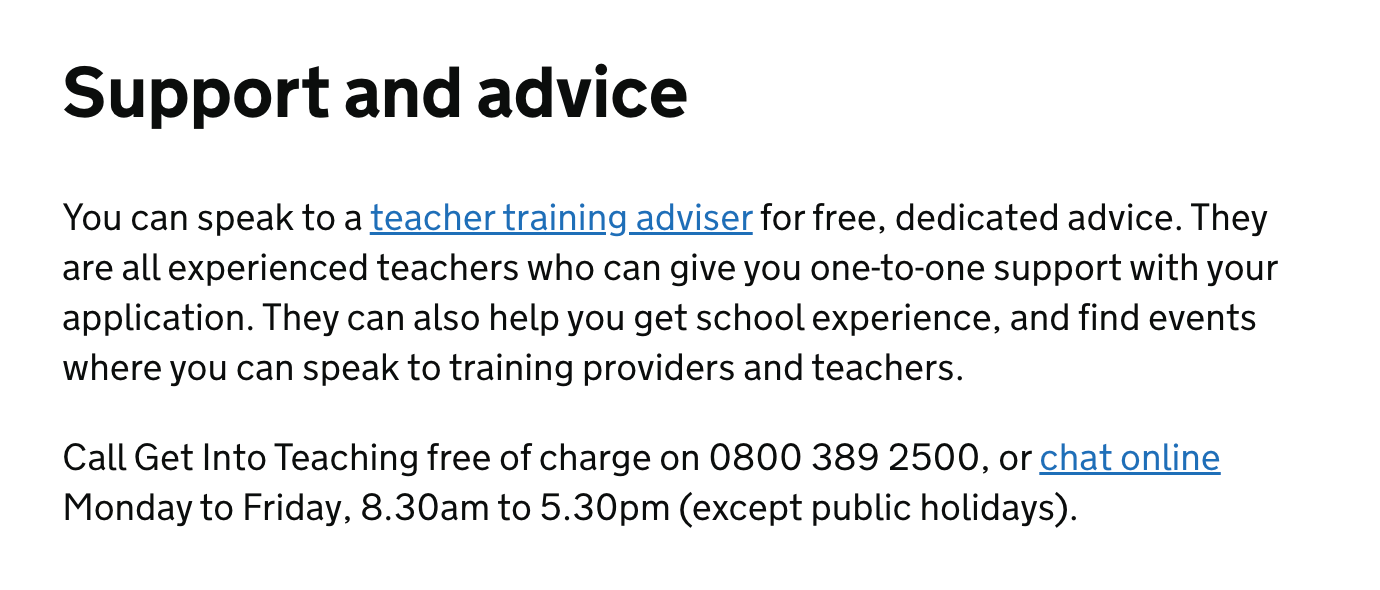 Support and advice
You can speak to a teacher training adviser for free, dedicated advice. They
are all experienced teachers who can give you one-to-one support with your
application. They can also help you get school experience, and find events
where you can speak to training providers and teachers.
Call Get Into Teaching free of charge on 0800 389 2500, or chat online
Monday to Friday, 8.30am to 5.30pm (except public holidays).